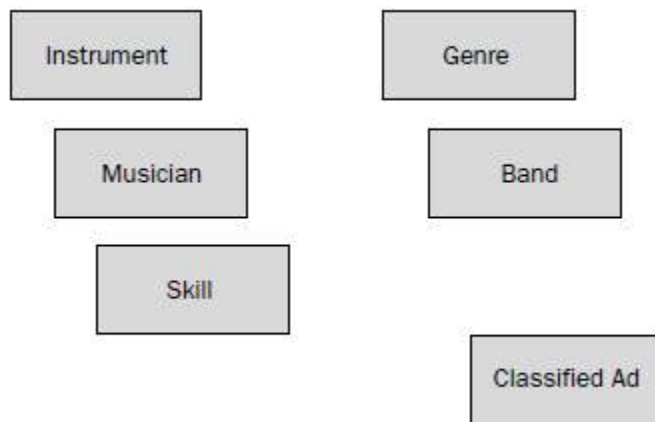 Instrument
Genre
Musician
Band
Skill
Classified Ad